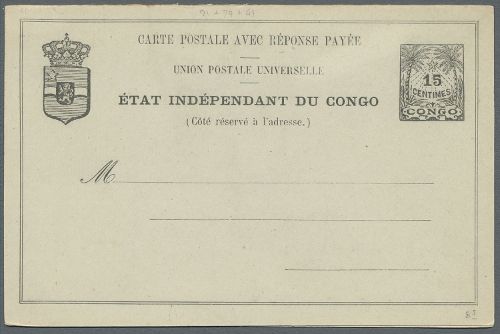 CARTE POSTALE AVEC RÉPONSE PAYÉE
UNION POSTALE UNIVERSELLE
ÉTAT INDÉPENDANT DU CONGO
(Côté réservé à l'adresse.)
15
CENTIMES
CONGO
M